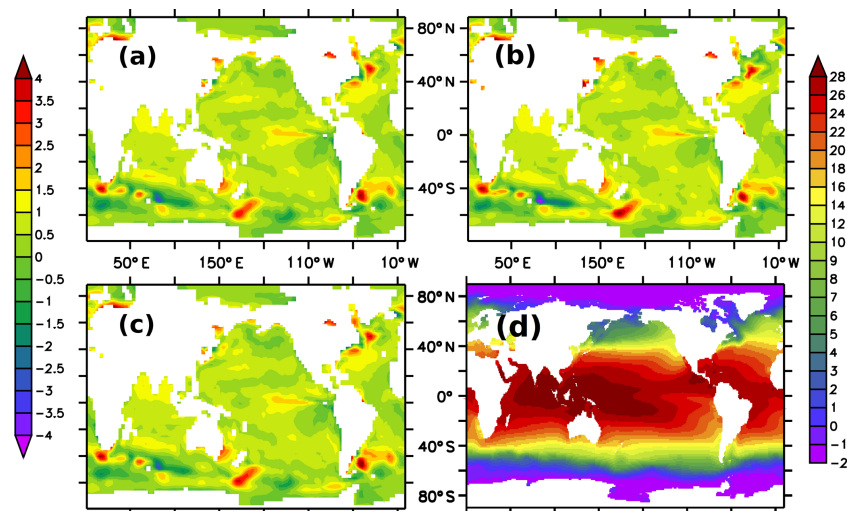 (a)
(b)
80°N
40°N
0°
40°S
4
3.5
3
2.5
2
1.5
1
0.5
0
−0.5
−1
−1.5
−2
−2.5
−3
−3.5
−4
28
26
24
22
20
18
16
14
12
10
9
8
7
6
5
4
3
2
1
0
−1
−2
50°E
150°E
110°W
10°W
50°E
150°E
110°W
10°W
(c)
(d)
80°N
40°N
0°
40°S
80°S